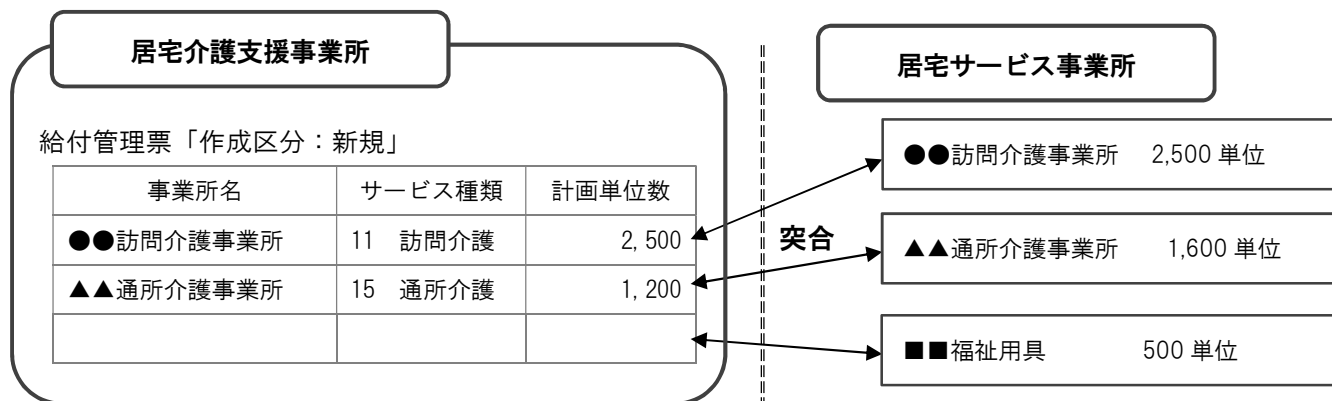 居宅介護支援事業所
給付管理票「作成区分：新規」
事業所名 サービス種類 計画単位数
●●訪問介護事業所 11 訪問介護 2,500
▲▲通所介護事業所 15 通所介護 1,200
突合
居宅サービス事業所
●●訪問介護事業所 2,500 単位
▲▲通所介護事業所 1,600 単位
■■福祉用具 500 単位